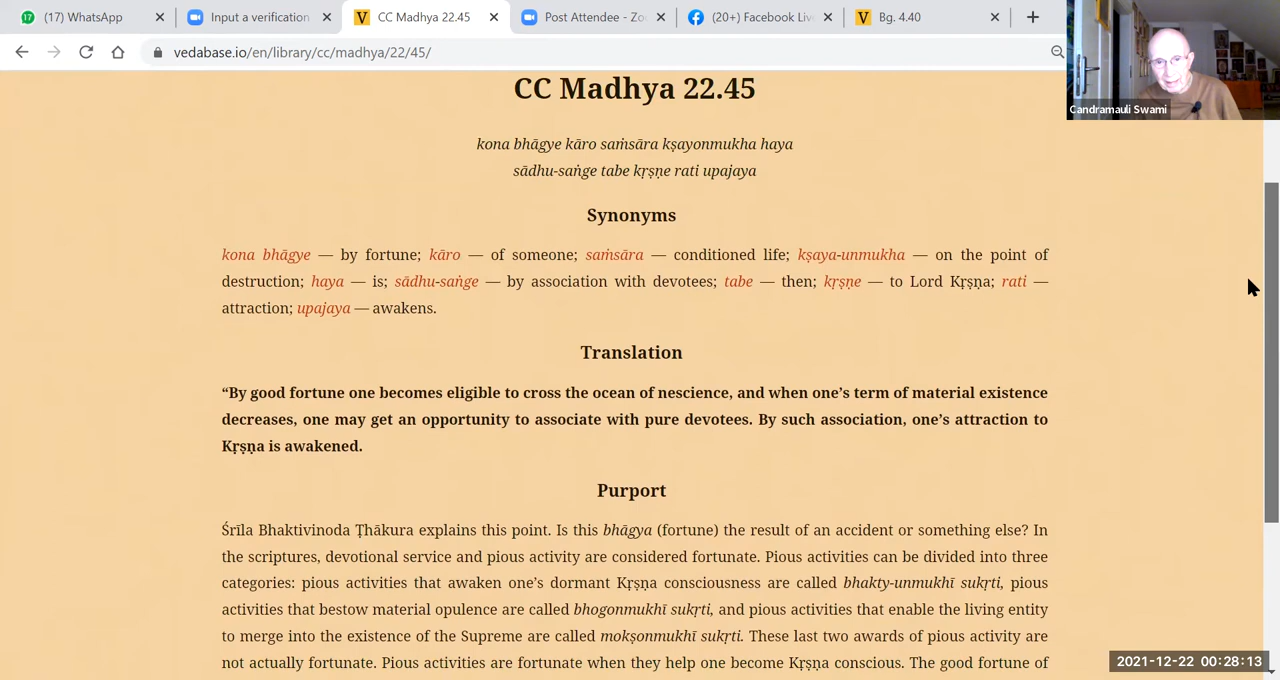 (17) WhatsApp
Input a verification
CC Madhya 22.45
Post Attendee - Zo
(20+) Facebook Liv
Bg. 4.40
vedabase.io/en/library/cc/madhya/22/45/
Candramauli Swami
CC Madhya 22.45
kona bhāgye kāro saṁsāra kṣayonmukha haya
sādhu-saṅge tabe kṛṣṇe rati upajaya
Synonyms
kona bhāgye — by fortune; kāro — of someone; saṁsāra — conditioned life; kṣaya-unmukha — on the point of
destruction; haya — is; sādhu-saṅge — by association with devotees; tabe — then; kṛṣṇe — to Lord Kṛṣṇa; rati —
attraction; upajaya — awakens.
Translation
“By good fortune one becomes eligible to cross the ocean of nescience, and when one’s term of material existence
decreases, one may get an opportunity to associate with pure devotees. By such association, one’s attraction to
Kṛṣṇa is awakened.
Purport
Śrīla Bhaktivinoda Ṭhākura explains this point. Is this bhāgya (fortune) the result of an accident or something else? In
the scriptures, devotional service and pious activity are considered fortunate. Pious activities can be divided into three
categories: pious activities that awaken one’s dormant Kṛṣṇa consciousness are called bhakty-unmukhī sukṛti, pious
activities that bestow material opulence are called bhogonmukhī sukṛti, and pious activities that enable the living entity
to merge into the existence of the Supreme are called mokṣonmukhī sukṛti. These last two awards of pious activity are
not actually fortunate. Pious activities are fortunate when they help one become Kṛṣṇa conscious. The good fortune of
2021-12-22 00:28:13